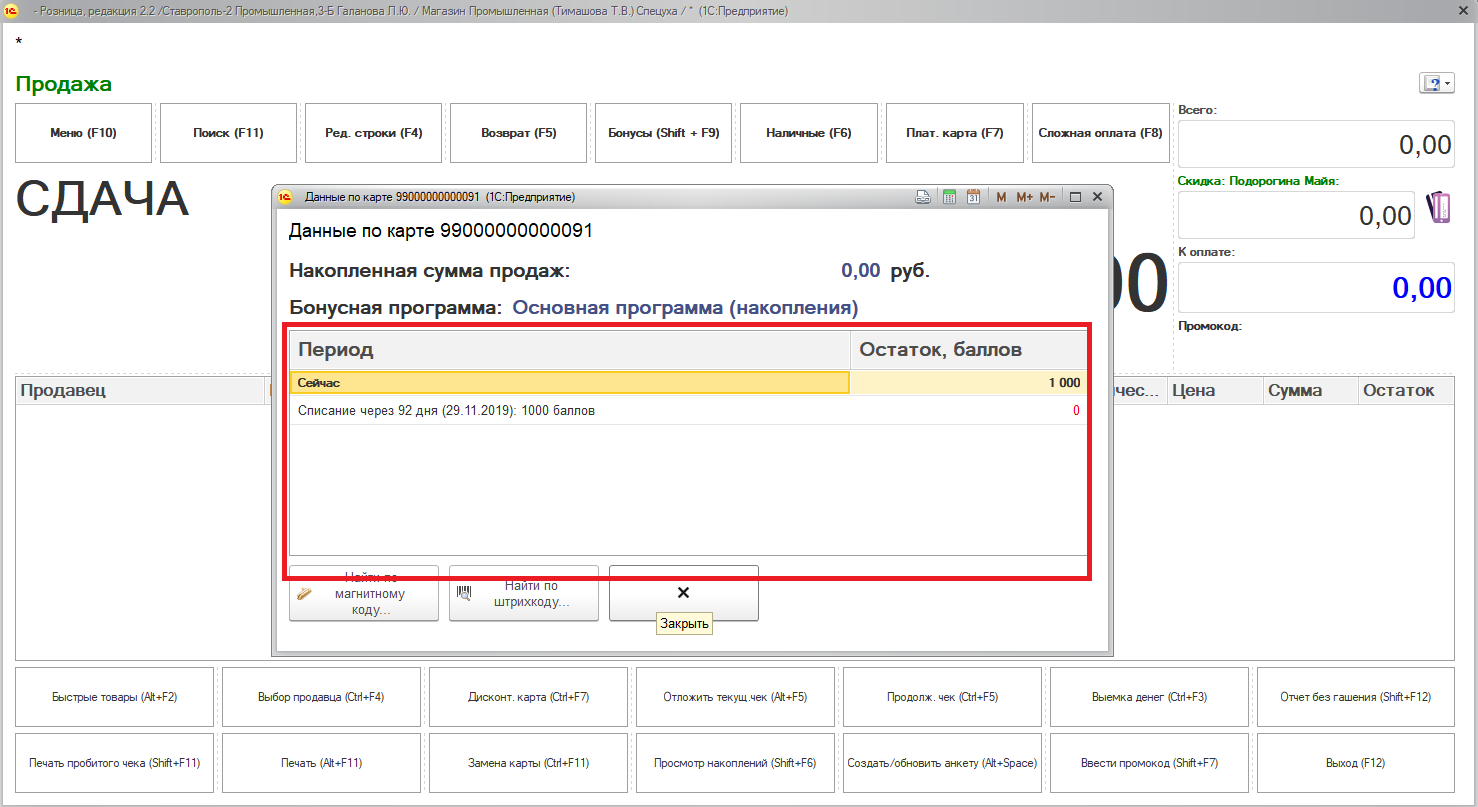 - Розница, редакция 2.2 /Ставрополь-2 Промышленная,3-Б Галанова Л.Ю. / Магазин Промышленная (Тимашова Т.В.) Спецуха / * (1С:Предприятие)
*
Продажа
Меню (F10)
Поиск (F11)
Ред. строки (F4)
Возврат (F5)
Бонусы (Shift + F9)
Наличные (F6)
Плат. карта (F7)
Сложная оплата (F8)
Всего:
0,00
СДАЧА
Скидка: Подорогина Майя:
0,00
К оплате:
0,00
Промокод:
Данные по карте 99000000000091 (1С:Предприятие)
31
M M+ M-
Данные по карте 99000000000091
Накопленная сумма продаж: 0,00 руб.
Бонусная программа: Основная программа (накопления)
Период Остаток, баллов
Сейчас 1 000
Списание через 92 дня (29.11.2019): 1000 баллов 0
Найти по
магнитному
коду...
Найти по
штрихкоду...
Закрыть
Продавец
Цена Сумма Остаток
Быстрые товары (Alt+F2)
Выбор продавца (Ctrl+F4)
Дисконт. карта (Ctrl+F7)
Отложить текущ.чек (Alt+F5)
Продолж. чек (Ctrl+F5)
Выемка денег (Ctrl+F3)
Отчет без гашения (Shift+F12)
Печать пробитого чека (Shift+F11)
Печать (Alt+F11)
Замена карты (Ctrl+F11)
Просмотр накоплений (Shift+F6)
Создать/обновить анкету (Alt+Space)
Ввести промокод (Shift+F7)
Выход (F12)